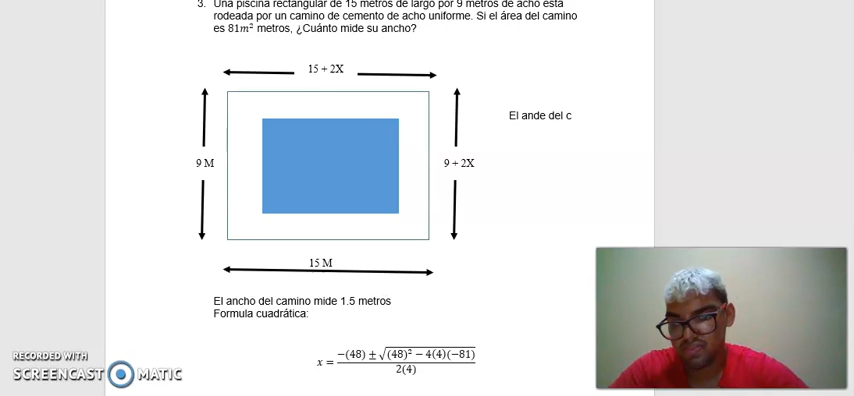 3. Una piscina rectangular de 15 metros de largo por 9 metros de acho esta
rodeada por un camino de cemento de acho uniforme. Si el área del camino
es 81m² metros, ¿Cuánto mide su ancho?
15 + 2X
El ande del c
9 M
9 + 2X
15 M
El ancho del camino mide 1.5 metros
Formula cuadrática:
x = \frac{-(48) ± \sqrt{(48)² − 4(4)(−81)}}{2(4)}
RECORDED WITH
SCREENCAST MATIC